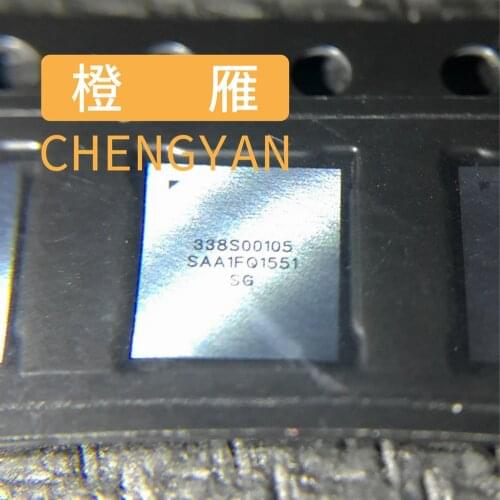 橙 雁
CHENGYAN
338S00105
SAA1FQ1551
SG